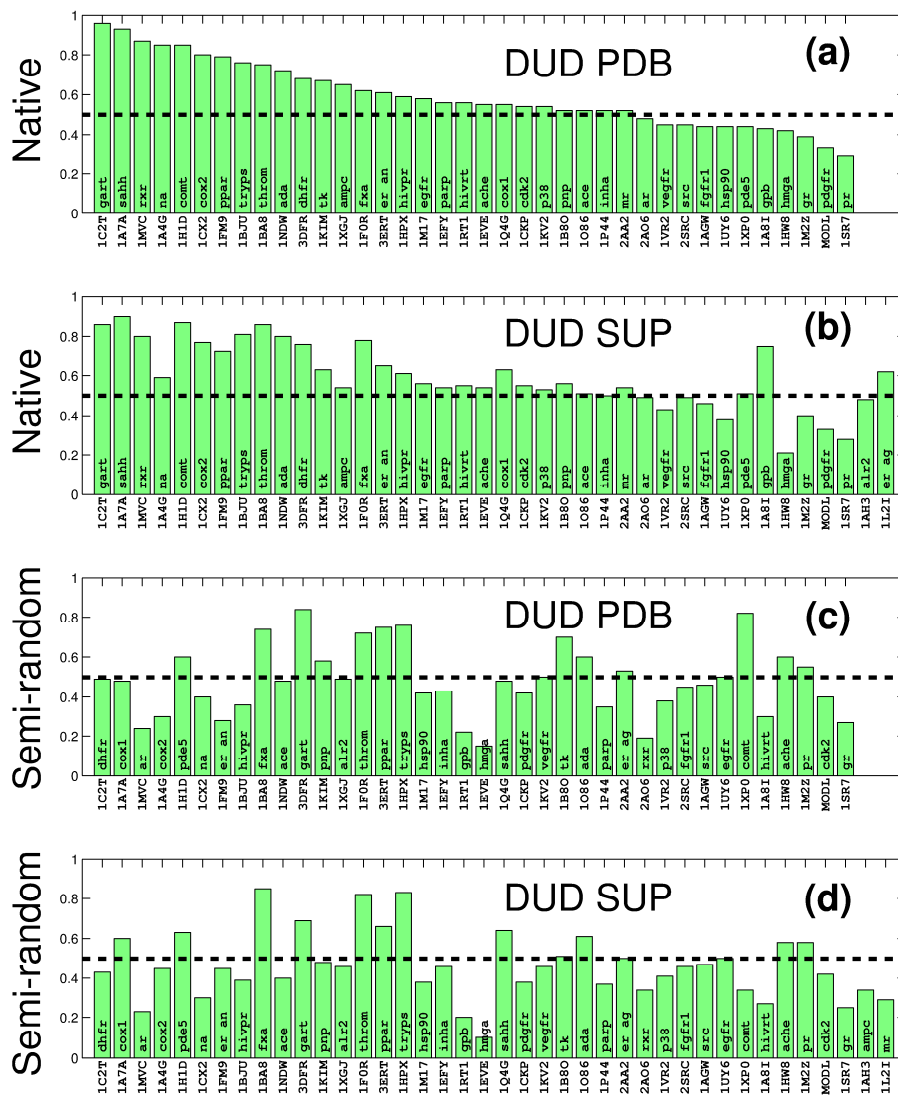 Native
DUD PDB
(a)
1
0.8
0.6
0.4
0.2
0
gart sahh rxr na comt cox2 ppar tryps throm ada dhfr tk ampc fxa er an hivpr egfr parp hivrt ache cox1 cdk2 p38 pnp ace inha mr ar vegfr src fgfr1 hsp90 pde5 gpb hmga gr pdgfr pr
1C2T 1A7A 1MVC 1A4G 1H1D 1CX2 1FM9 1BJU 1BA8 1NDW 3DFR 1KIM 1XGJ 1F0R 3ERT 1HPX 1M17 1EFY 1RT1 1EVE 1Q4G 1CKP 1KV2 1B8O 1O86 1P44 2AA2 2AO6 1VR2 2SRC 1AGW 1UY6 1XP0 1A8I 1HW8 1M2Z MODL 1SR7
Native
DUD SUP
(b)
1
0.8
0.6
0.4
0.2
0
gart sahh rxr na comt cox2 ppar tryps throm ada dhfr tk ampc fxa er an hivpr egfr parp hivrt ache cox1 cdk2 p38 pnp ace inha mr ar vegfr src fgfr1 hsp90 pde5 gpb hmga gr pdgfr pr alr2 er ag
1C2T 1A7A 1MVC 1A4G 1H1D 1CX2 1FM9 1BJU 1BA8 1NDW 3DFR 1KIM 1XGJ 1F0R 3ERT 1HPX 1M17 1EFY 1RT1 1EVE 1Q4G 1CKP 1KV2 1B8O 1O86 1P44 2AA2 2AO6 1VR2 2SRC 1AGW 1UY6 1XP0 1A8I 1HW8 1M2Z MODL 1SR7 1AH3 1L2I
Semi-random
DUD PDB
(c)
1
0.8
0.6
0.4
0.2
0
dhfr cox1 ar cox2 pde5 na er an hivpr fxa ace gart pnp alr2 throm ppar tryps hsp90 inha gpb hmga sahh pdgfr vegfr tk ada parp er ag rxr p38 fgfr1 src egfr comt hivrt ache pr cdk2 gr
1C2T 1A7A 1MVC 1A4G 1H1D 1CX2 1FM9 1BJU 1BA8 1NDW 3DFR 1KIM 1XGJ 1F0R 3ERT 1HPX 1M17 1EFY 1RT1 1EVE 1Q4G 1CKP 1KV2 1B8O 1O86 1P44 2AA2 2AO6 1VR2 2SRC 1AGW 1UY6 1XP0 1A8I 1HW8 1M2Z MODL 1SR7
Semi-random
DUD SUP
(d)
1
0.8
0.6
0.4
0.2
0
dhfr cox1 ar cox2 pde5 na er an hivpr fxa ace gart pnp alr2 throm ppar tryps hsp90 inha gpb hmga sahh pdgfr vegfr tk ada parp er ag rxr p38 fgfr1 src egfr comt hivrt ache pr cdk2 gr ampc mr
1C2T 1A7A 1MVC 1A4G 1H1D 1CX2 1FM9 1BJU 1BA8 1NDW 3DFR 1KIM 1XGJ 1F0R 3ERT 1HPX 1M17 1EFY 1RT1 1EVE 1Q4G 1CKP 1KV2 1B8O 1O86 1P44 2AA2 2AO6 1VR2 2SRC 1AGW 1UY6 1XP0 1A8I 1HW8 1M2Z MODL 1SR7 1AH3 1L2I